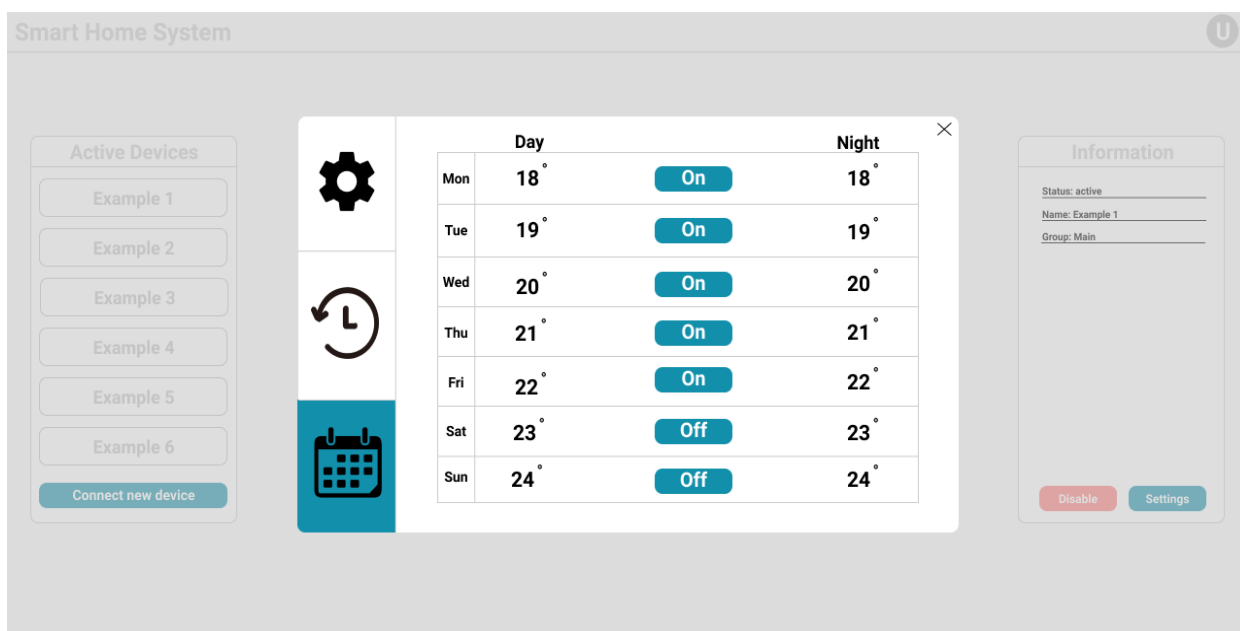 Smart Home System
U
Active Devices
Example 1
Example 2
Example 3
Example 4
Example 5
Example 6
Connect new device
Day Night
Mon 18° On 18°
Tue 19° On 19°
Wed 20° On 20°
Thu 21° On 21°
Fri 22° On 22°
Sat 23° Off 23°
Sun 24° Off 24°
Information
Status: active
Name: Example 1
Group: Main
Disable Settings